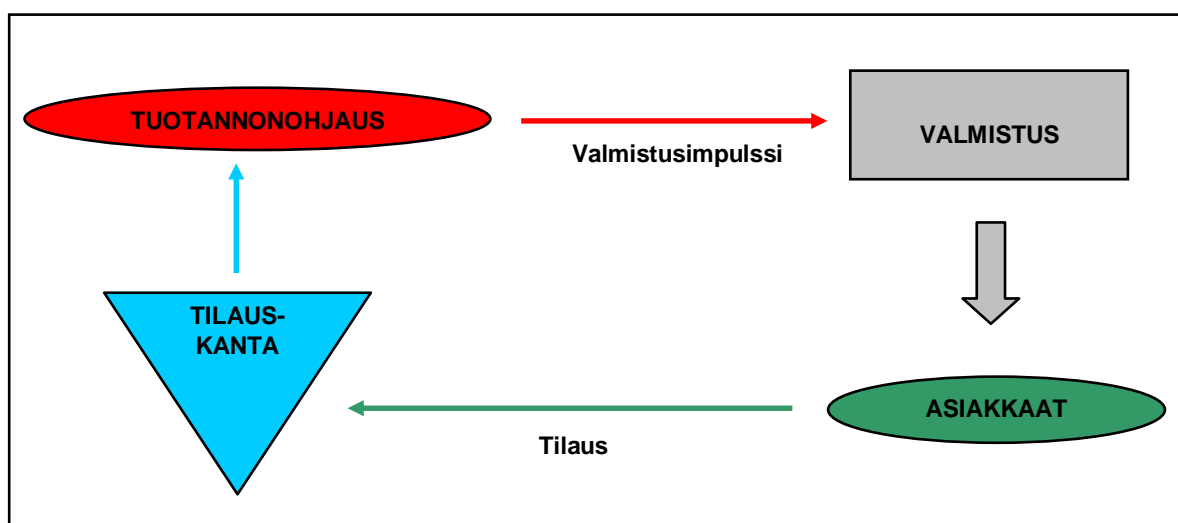 TUOTANNONOHJAUS
Valmistusimpulssi
VALMISTUS
TILAUS-
KANTA
Tilaus
ASIAKKAAT